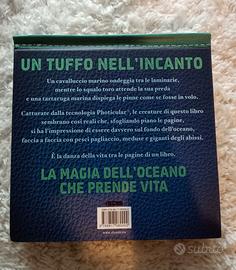 UN TUFFO NELL'INCANTO
Un cavalluccio marino ondeggia tra le laminarie,
mentre lo squalo toro attende la sua preda
e una tartaruga marina dispiega le pinne come se fosse in volo.
Catturate dalla tecnologia Photicular®, le creature di questo libro
sembrano così reali che, sfogliando piano le pagine,
si ha l'impressione di essere davvero sul fondo dell'oceano,
faccia a faccia con pesci pagliaccio, meduse e giganti degli abissi.
È la danza della vita tra le pagine di un libro.
LA MAGIA DELL'OCEANO
CHE PRENDE VITA
subito